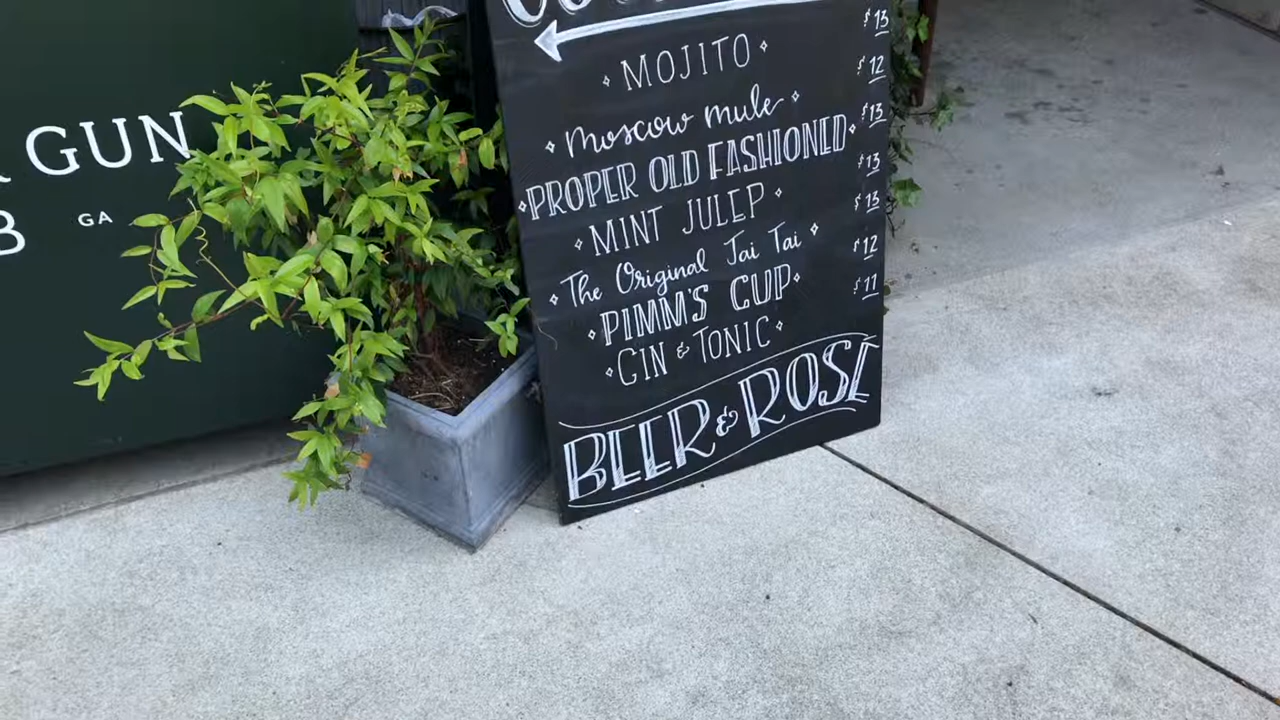 GUN
GA
MOJITO $13
Moscow Mule $12
PROPER OLD FASHIONED $13
MINT JULEP $13
The Original Jai Tai $13
PIMM'S CUP $12
GIN & TONIC $11
BEER & ROSÉ